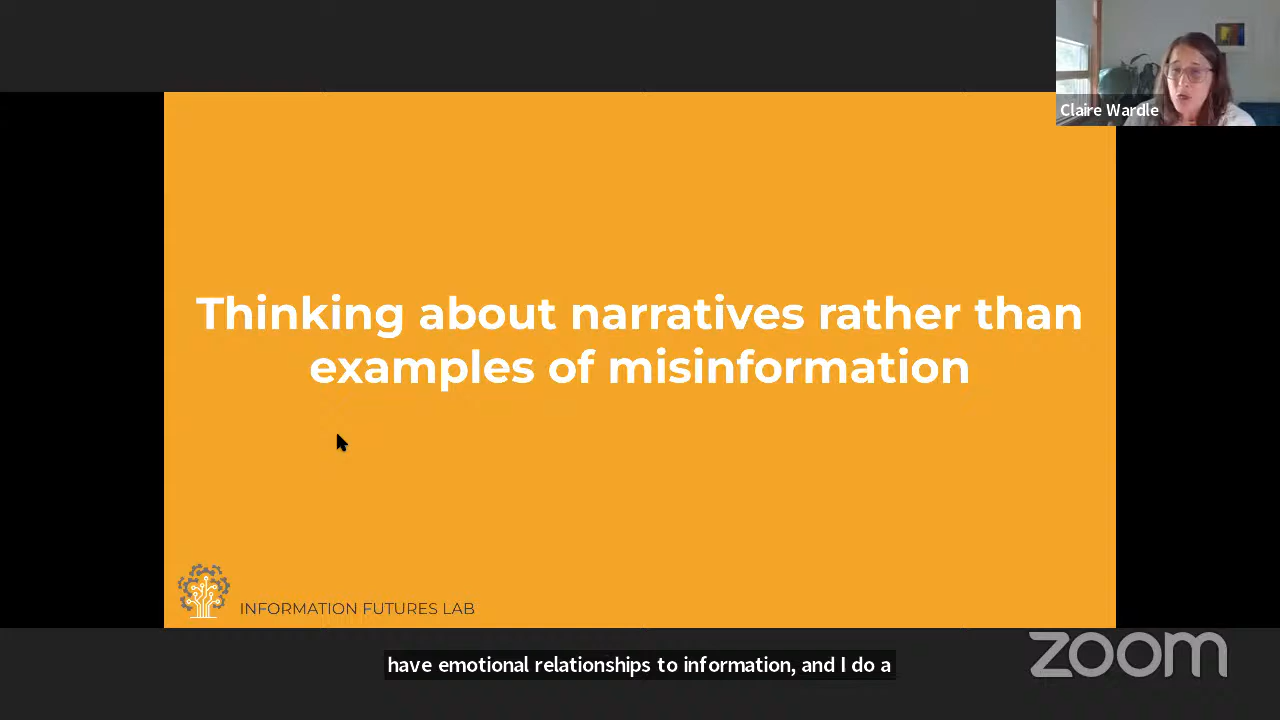 Claire Wardle
Thinking about narratives rather than
examples of misinformation
INFORMATION FUTURES LAB
have emotional relationships to information, and I do a
zoom